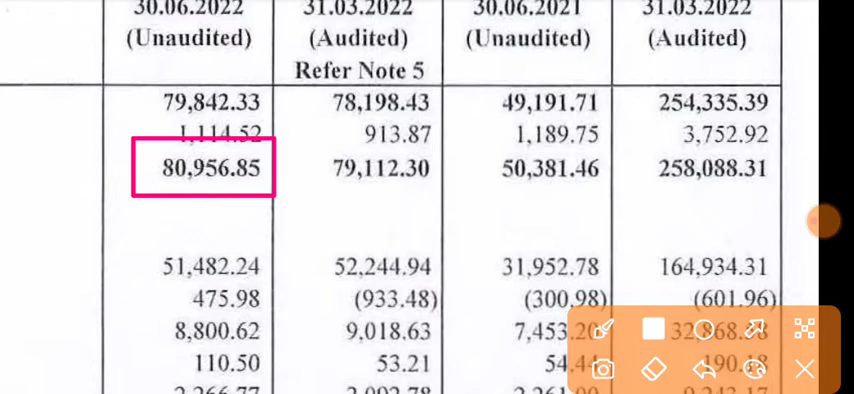 30.06.2022 31.03.2022 30.06.2021 31.03.2022
(Unaudited) (Audited) (Unaudited) (Audited)
Refer Note 5
79,842.33 78,198.43 49,191.71 254,335.39
1,114.52 913.87 1,189.75 3,752.92
80,956.85 79,112.30 50,381.46 258,088.31
51,482.24 52,244.94 31,952.78 164,934.31
475.98 (933.48) (300.98) (601.96)
8,800.62 9,018.63
110.50 53.21